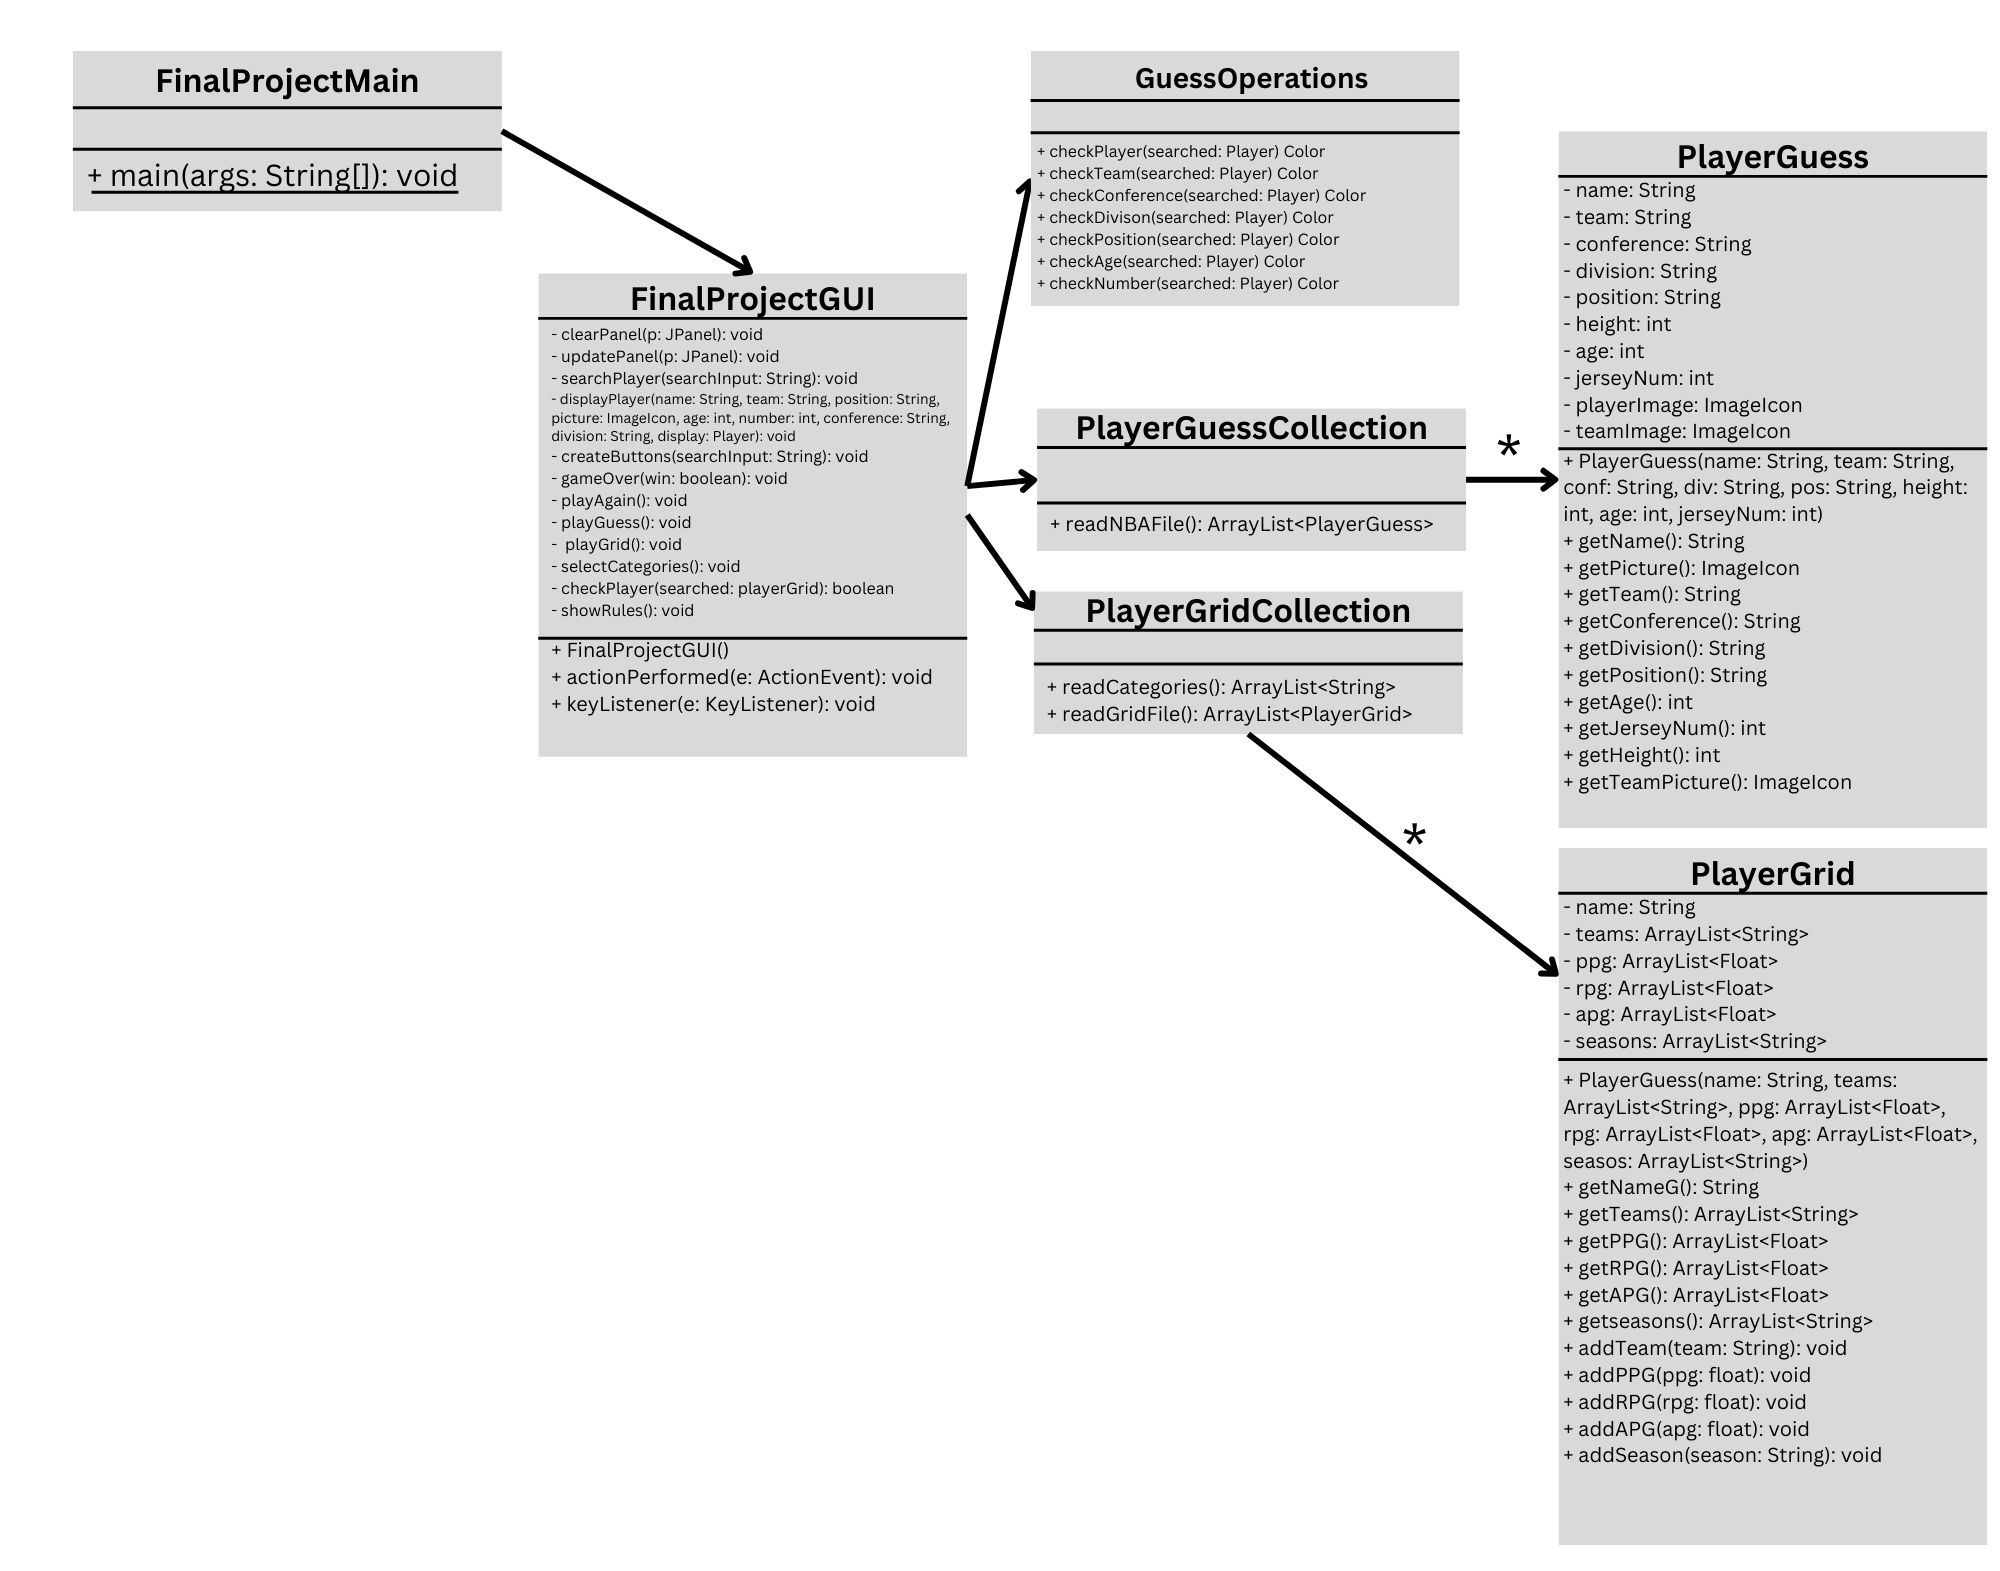 FinalProjectMain
+ main(args: String[]): void
FinalProjectGUI
- clearPanel(p: JPanel): void
- updatePanel(p: JPanel): void
- searchPlayer(searchInput: String): void
- displayPlayer(name: String, team: String, position: String,
picture: ImageIcon, age: int, number: int, conference: String,
division: String, display: Player): void
- createButtons(searchInput: String): void
- gameOver(win: boolean): void
- playAgain(): void
- playGuess(): void
- playGrid(): void
- selectCategories(): void
- checkPlayer(searched: playerGrid): boolean
- showRules(): void
+ FinalProjectGUI()
+ actionPerformed(e: ActionEvent): void
+ keyListener(e: KeyListener): void
GuessOperations
+ checkPlayer(searched: Player) Color
+ checkTeam(searched: Player) Color
+ checkConference(searched: Player) Color
+ checkDivison(searched: Player) Color
+ checkPosition(searched: Player) Color
+ checkAge(searched: Player) Color
+ checkNumber(searched: Player) Color
PlayerGuessCollection
+ readNBAFile(): ArrayList<PlayerGuess>
*
PlayerGridCollection
+ readCategories(): ArrayList<String>
+ readGridFile(): ArrayList<PlayerGrid>
*
PlayerGuess
- name: String
- team: String
- conference: String
- division: String
- position: String
- height: int
- age: int
- jerseyNum: int
- playerImage: ImageIcon
- teamImage: ImageIcon
+ PlayerGuess(name: String, team: String,
conf: String, div: String, pos: String, height:
int, age: int, jerseyNum: int)
+ getName(): String
+ getPicture(): ImageIcon
+ getTeam(): String
+ getConference(): String
+ getDivision(): String
+ getPosition(): String
+ getAge(): int
+ getJerseyNum(): int
+ getHeight(): int
+ getTeamPicture(): ImageIcon
PlayerGrid
- name: String
- teams: ArrayList<String>
- ppg: ArrayList<Float>
- rpg: ArrayList<Float>
- apg: ArrayList<Float>
- seasons: ArrayList<String>
+ PlayerGuess(name: String, teams:
ArrayList<String>, ppg: ArrayList<Float>,
rpg: ArrayList<Float>, apg: ArrayList<Float>,
seasos: ArrayList<String>)
+ getNameG(): String
+ getTeams(): ArrayList<String>
+ getPPG(): ArrayList<Float>
+ getRPG(): ArrayList<Float>
+ getAPG(): ArrayList<Float>
+ getseasons(): ArrayList<String>
+ addTeam(team: String): void
+ addPPG(ppg: float): void
+ addRPG(rpg: float): void
+ addAPG(apg: float): void
+ addSeason(season: String): void